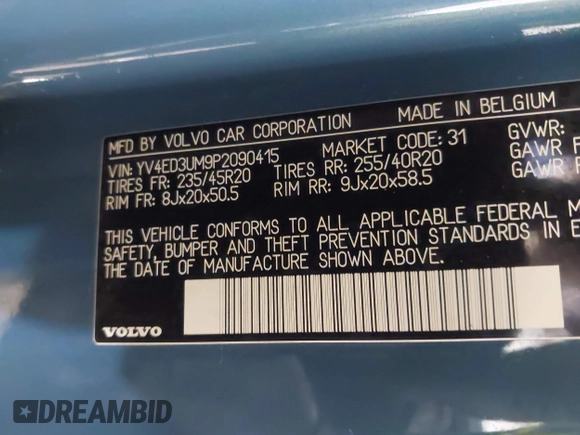 MFD BY VOLVO CAR CORPORATION MADE IN BELGIUM
VIN: YV4ED3UM9P2090415 MARKET CODE: 31 GVWR:
TIRES FR: 235/45R20 TIRES RR: 255/40R20 GAWR F
RIM FR: 8Jx20x50.5 RIM RR: 9Jx20x58.5 GAWR R
THIS VEHICLE CONFORMS TO ALL APPLICABLE FEDERAL M
SAFETY, BUMPER AND THEFT PREVENTION STANDARDS IN E
THE DATE OF MANUFACTURE SHOWN ABOVE.
VOLVO
DREAMBID